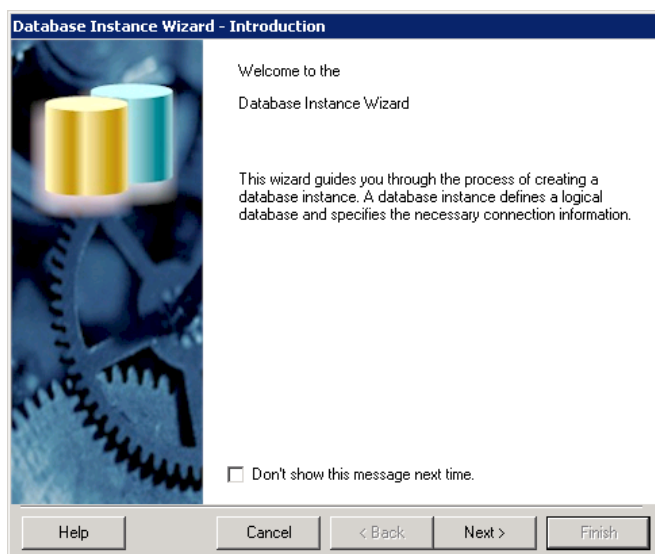 Database Instance Wizard - Introduction
Welcome to the
Database Instance Wizard
This wizard guides you through the process of creating a
database instance. A database instance defines a logical
database and specifies the necessary connection information.
Don't show this message next time.
Help
Cancel
< Back
Next >
Finish